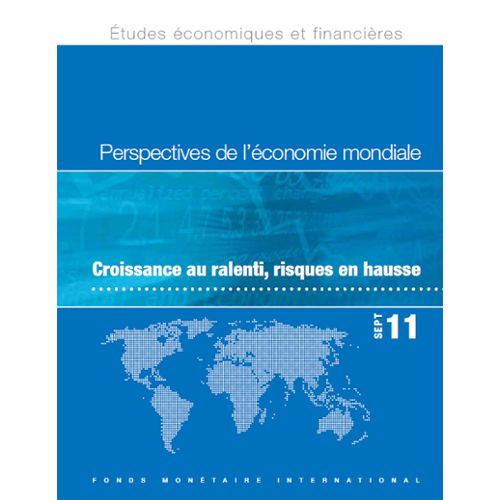 Études économiques et financières
Perspectives de l'économie mondiale
Croissance au ralenti, risques en hausse
SEPT 11
FONDS MONÉTAIRE INTERNATIONAL